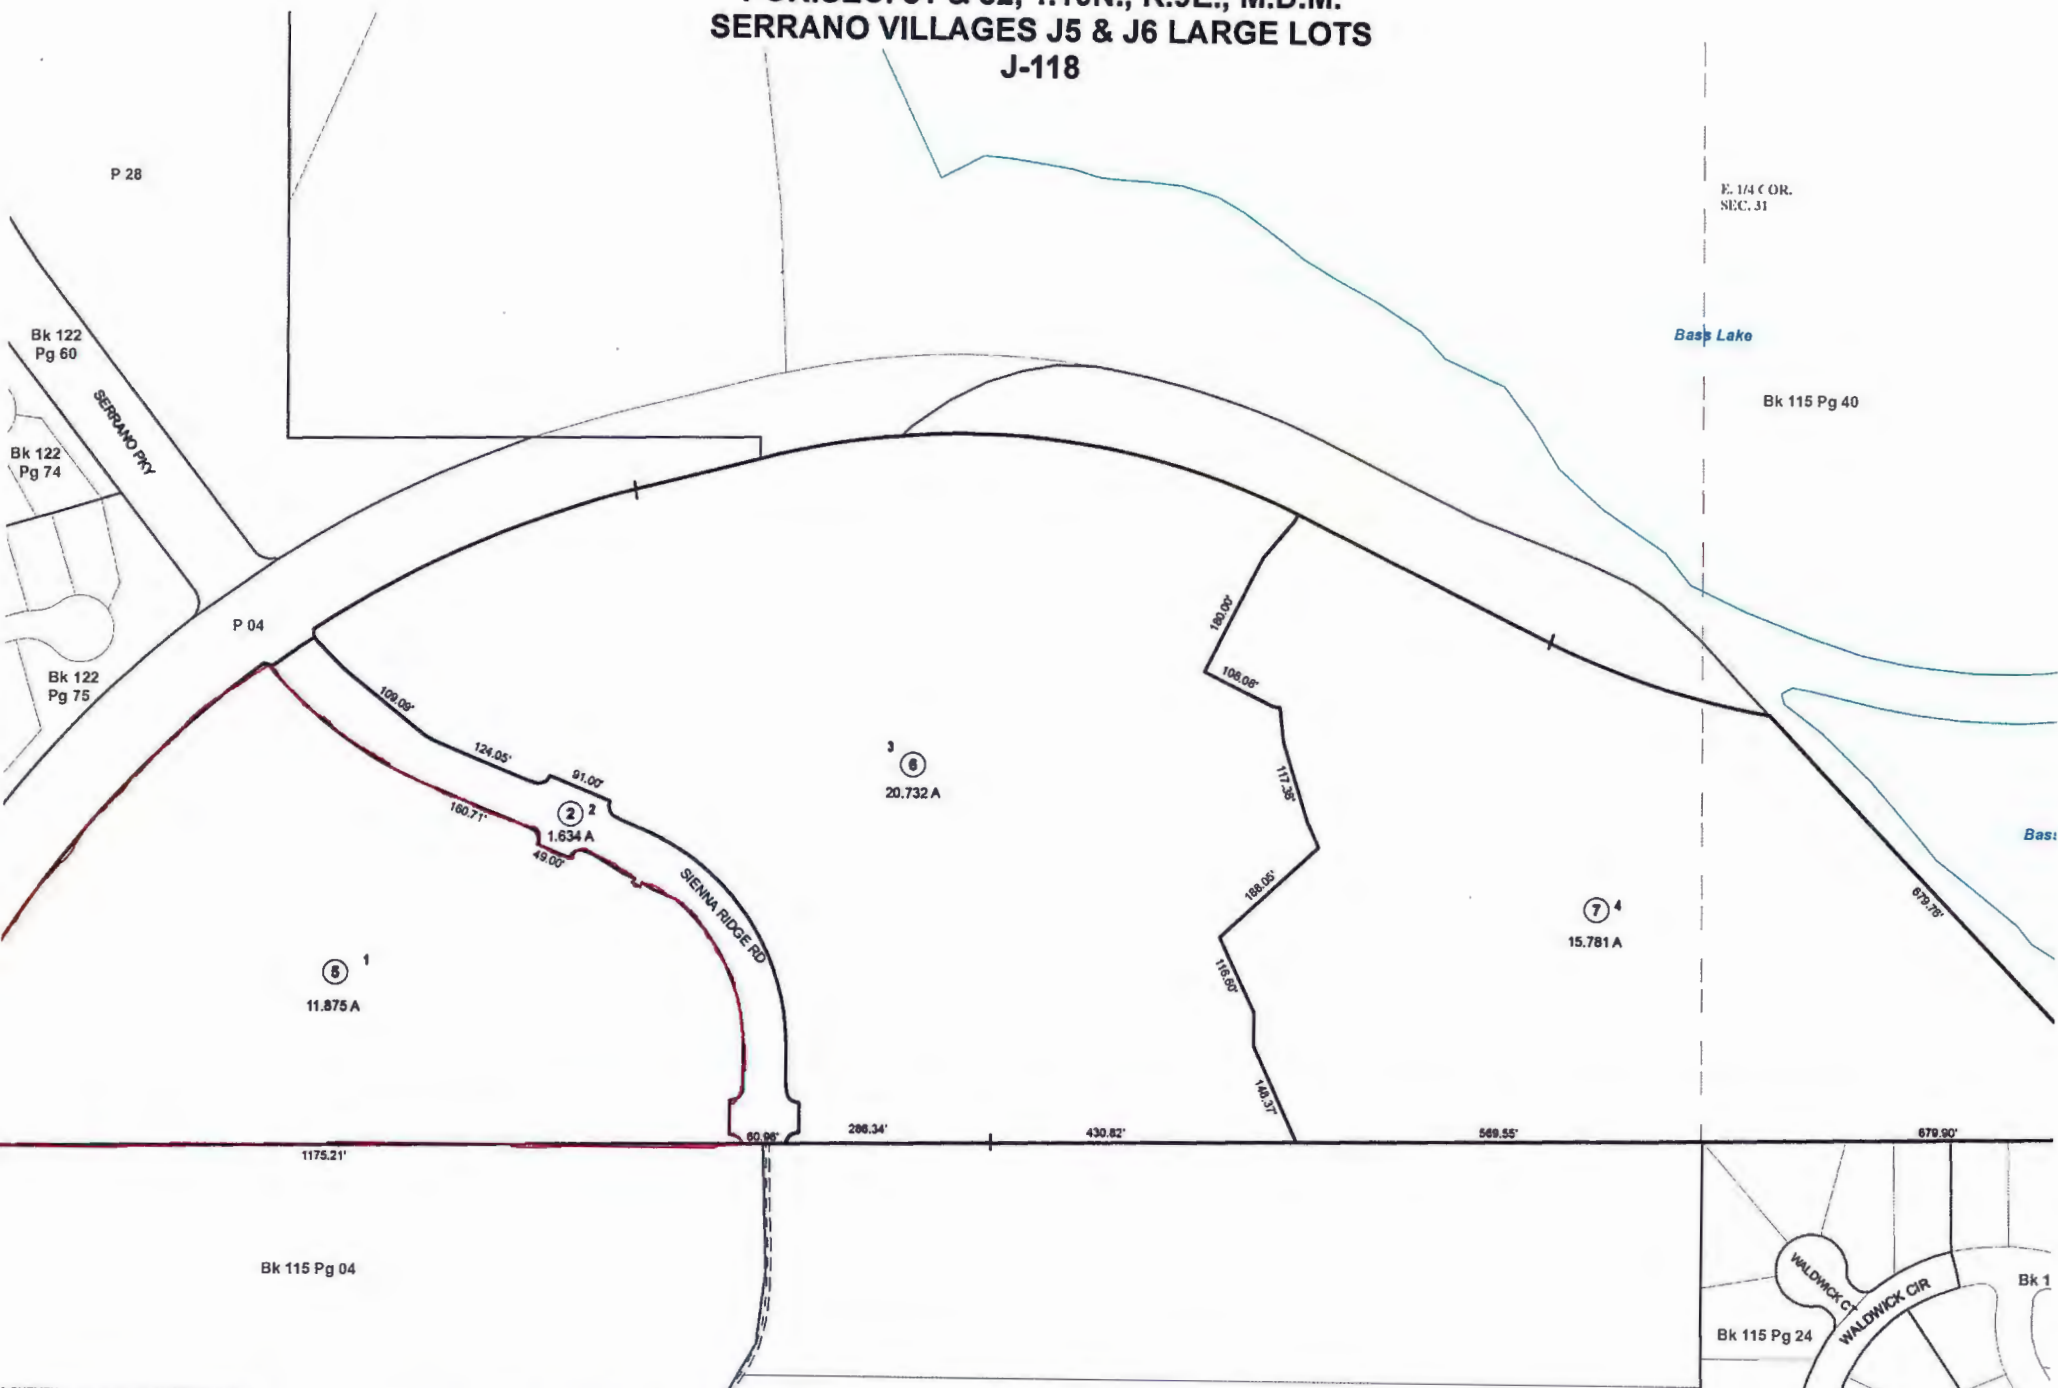 SERRANO VILLAGES J5 & J6 LARGE LOTS
J-118
P 28
E. 1/4 COR.
SEC. 31
Bk 122
Pg 60
Bass Lake
SERRANO PKY
Bk 115 Pg 40
Bk 122
Pg 74
P 04
180.00'
Bk 122
Pg 75
109.09'
108.08'
124.05'
3
6
20.732 A
91.00'
117.38'
160.71'
2 2
1.634 A
49.00'
Bass
SIENNA RIDGE RD
188.05'
679.76'
7 4
15.781 A
5 1
11.875 A
116.60'
148.37'
60.96'
286.34'
430.82'
569.55'
679.90'
1175.21'
Bk 115 Pg 04
WALDWICK CT
WALDWICK CIR
Bk 1
Bk 115 Pg 24